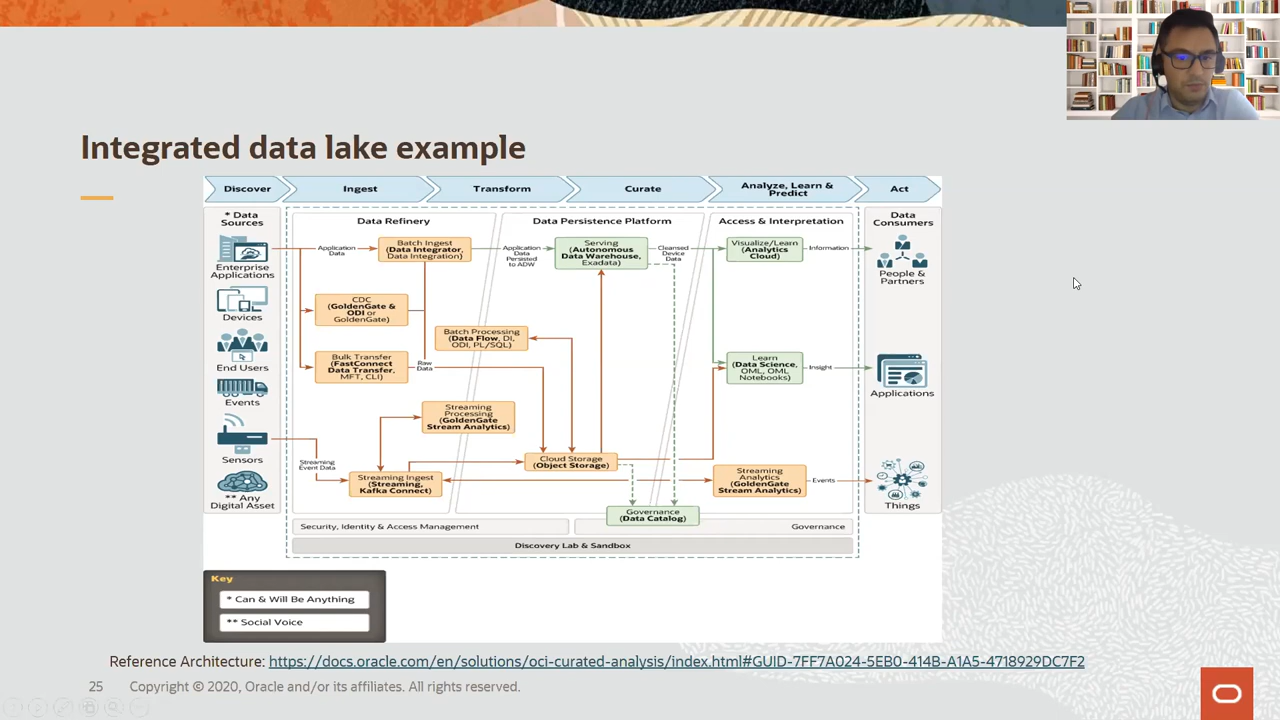 Integrated data lake example
Discover
Ingest
Transform
Curate
Analyze, Learn &
Predict
Act
* Data
Sources
Enterprise
Applications
Devices
End Users
Events
Sensors
** Any
Digital Asset
Data Refinery
Data Persistence Platform
Access & Interpretation
Application
Data
Batch Ingest
(Data Integrator,
Data Integration)
Application
Data
Persisted
to ADW
Serving
(Autonomous
Data Warehouse,
Exadata)
Cleansed
Device
Data
Visualize/Learn
(Analytics
Cloud)
Information
CDC
(GoldenGate &
ODI or
GoldenGate)
Batch Processing
(Data Flow, DI,
ODI, PL/SQL)
Bulk Transfer
(FastConnect
Data Transfer,
MFT, CLI)
Raw
Data
Learn
(Data Science,
OML, OML
Notebooks)
Insight
Streaming
Processing
(GoldenGate
Stream Analytics)
Streaming
Event Data
Streaming Ingest
(Streaming,
Kafka Connect)
Cloud Storage
(Object Storage)
Streaming
Analytics
(GoldenGate
Stream Analytics)
Events
Governance
(Data Catalog)
Security, Identity & Access Management
Governance
Discovery Lab & Sandbox
Data
Consumers
People &
Partners
Applications
Things
Key
* Can & Will Be Anything
** Social Voice
Reference Architecture: https://docs.oracle.com/en/solutions/oci-curated-analysis/index.html#GUID-7FF7A024-5EB0-414B-A1A5-4718929DC7F2
25 Copyright © 2020, Oracle and/or its affiliates. All rights reserved.